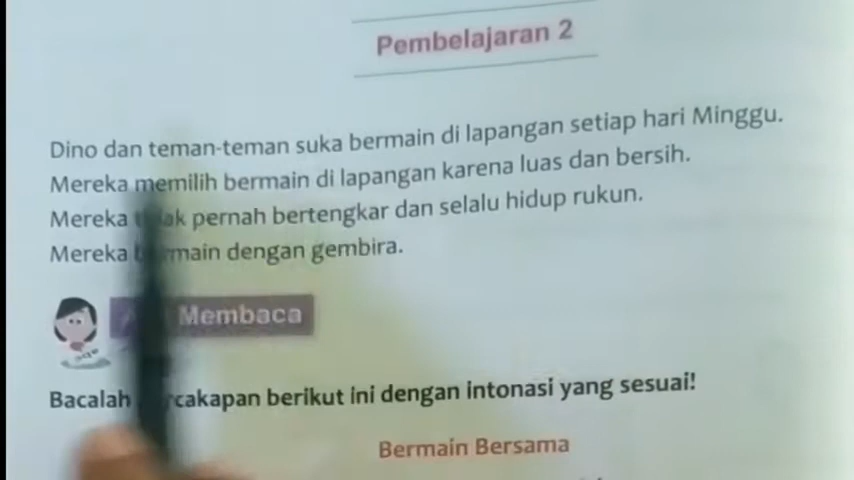 Pembelajaran 2
Dino dan teman-teman suka bermain di lapangan setiap hari Minggu.
Mereka memilih bermain di lapangan karena luas dan bersih.
Mereka pernah bertengkar dan selalu hidup rukun.
Mereka dengan gembira.
Membaca
Bacalah berikut ini dengan intonasi yang sesuai!
Bermain Bersama